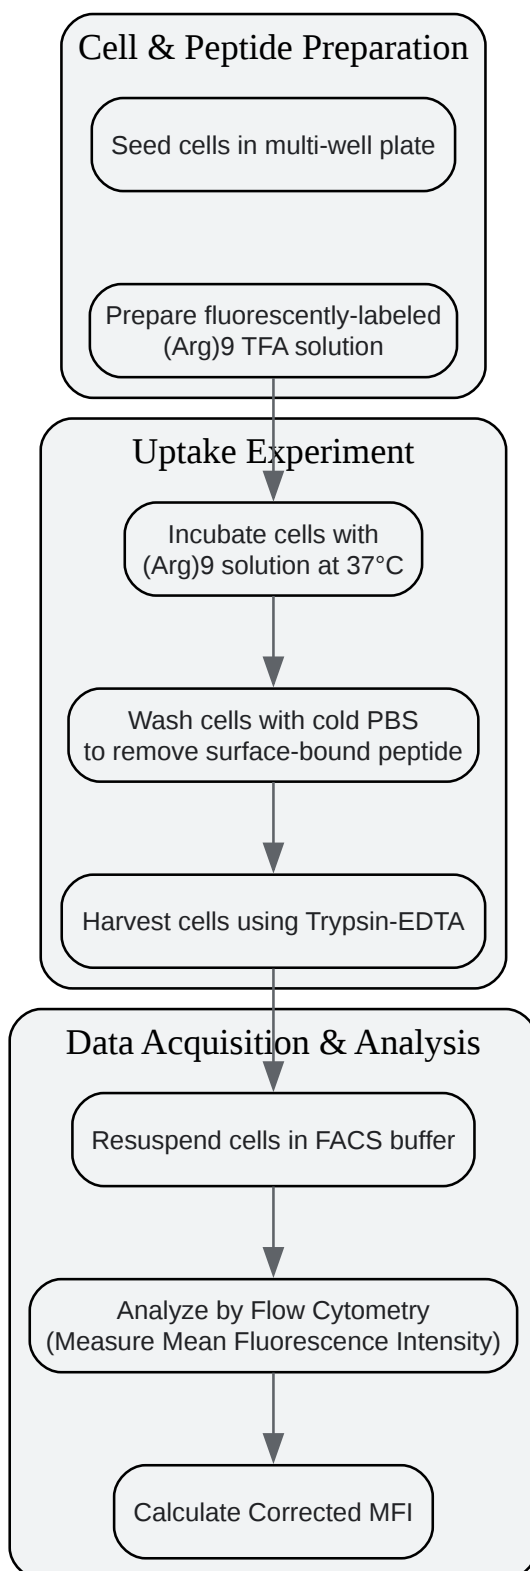 Cell & Peptide Preparation
Seed cells in multi-well plate
Prepare fluorescently-labeled
(Arg)9 TFA solution
Uptake Experiment
Incubate cells with
(Arg)9 solution at 37°C
Wash cells with cold PBS
to remove surface-bound peptide
Harvest cells using Trypsin-EDTA
Data Acquisition & Analysis
Resuspend cells in FACS buffer
Analyze by Flow Cytometry
(Measure Mean Fluorescence Intensity)
Calculate Corrected MFI